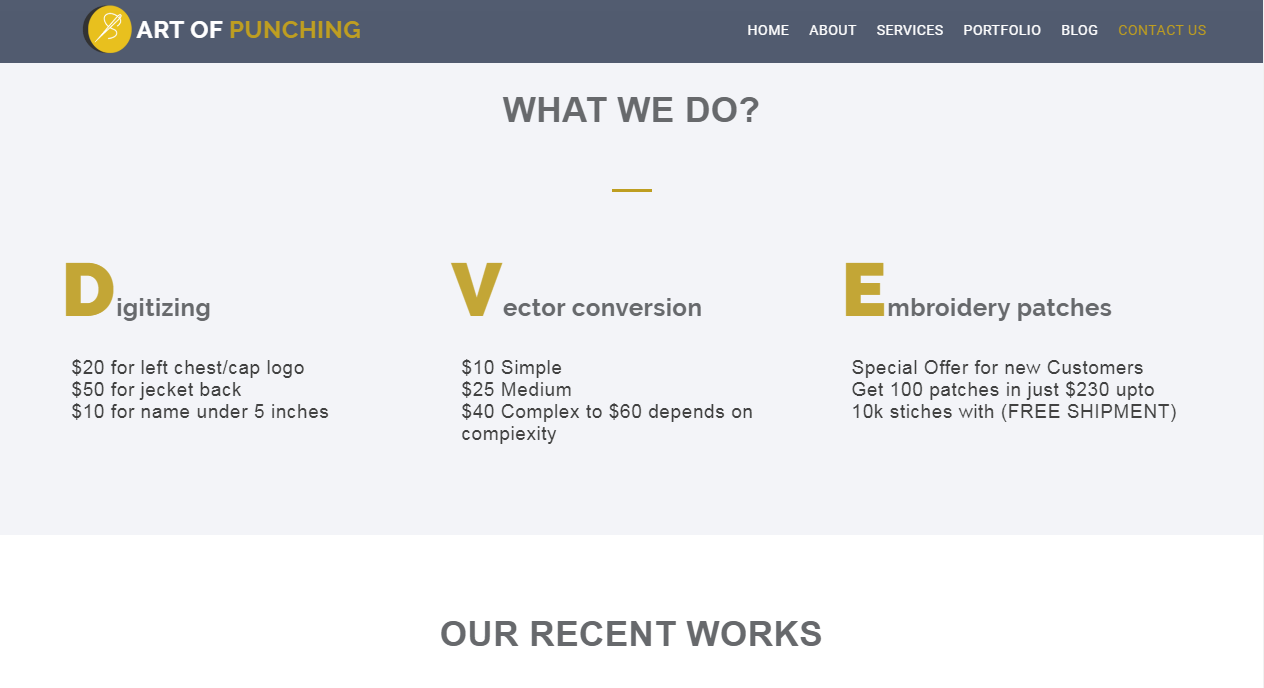 ART OF PUNCHING
HOME ABOUT SERVICES PORTFOLIO BLOG CONTACT US
WHAT WE DO?
Digitizing
$20 for left chest/cap logo
$50 for jecket back
$10 for name under 5 inches
Vector conversion
$10 Simple
$25 Medium
$40 Complex to $60 depends on
compiexity
Embroidery patches
Special Offer for new Customers
Get 100 patches in just $230 upto
10k stiches with (FREE SHIPMENT)
OUR RECENT WORKS